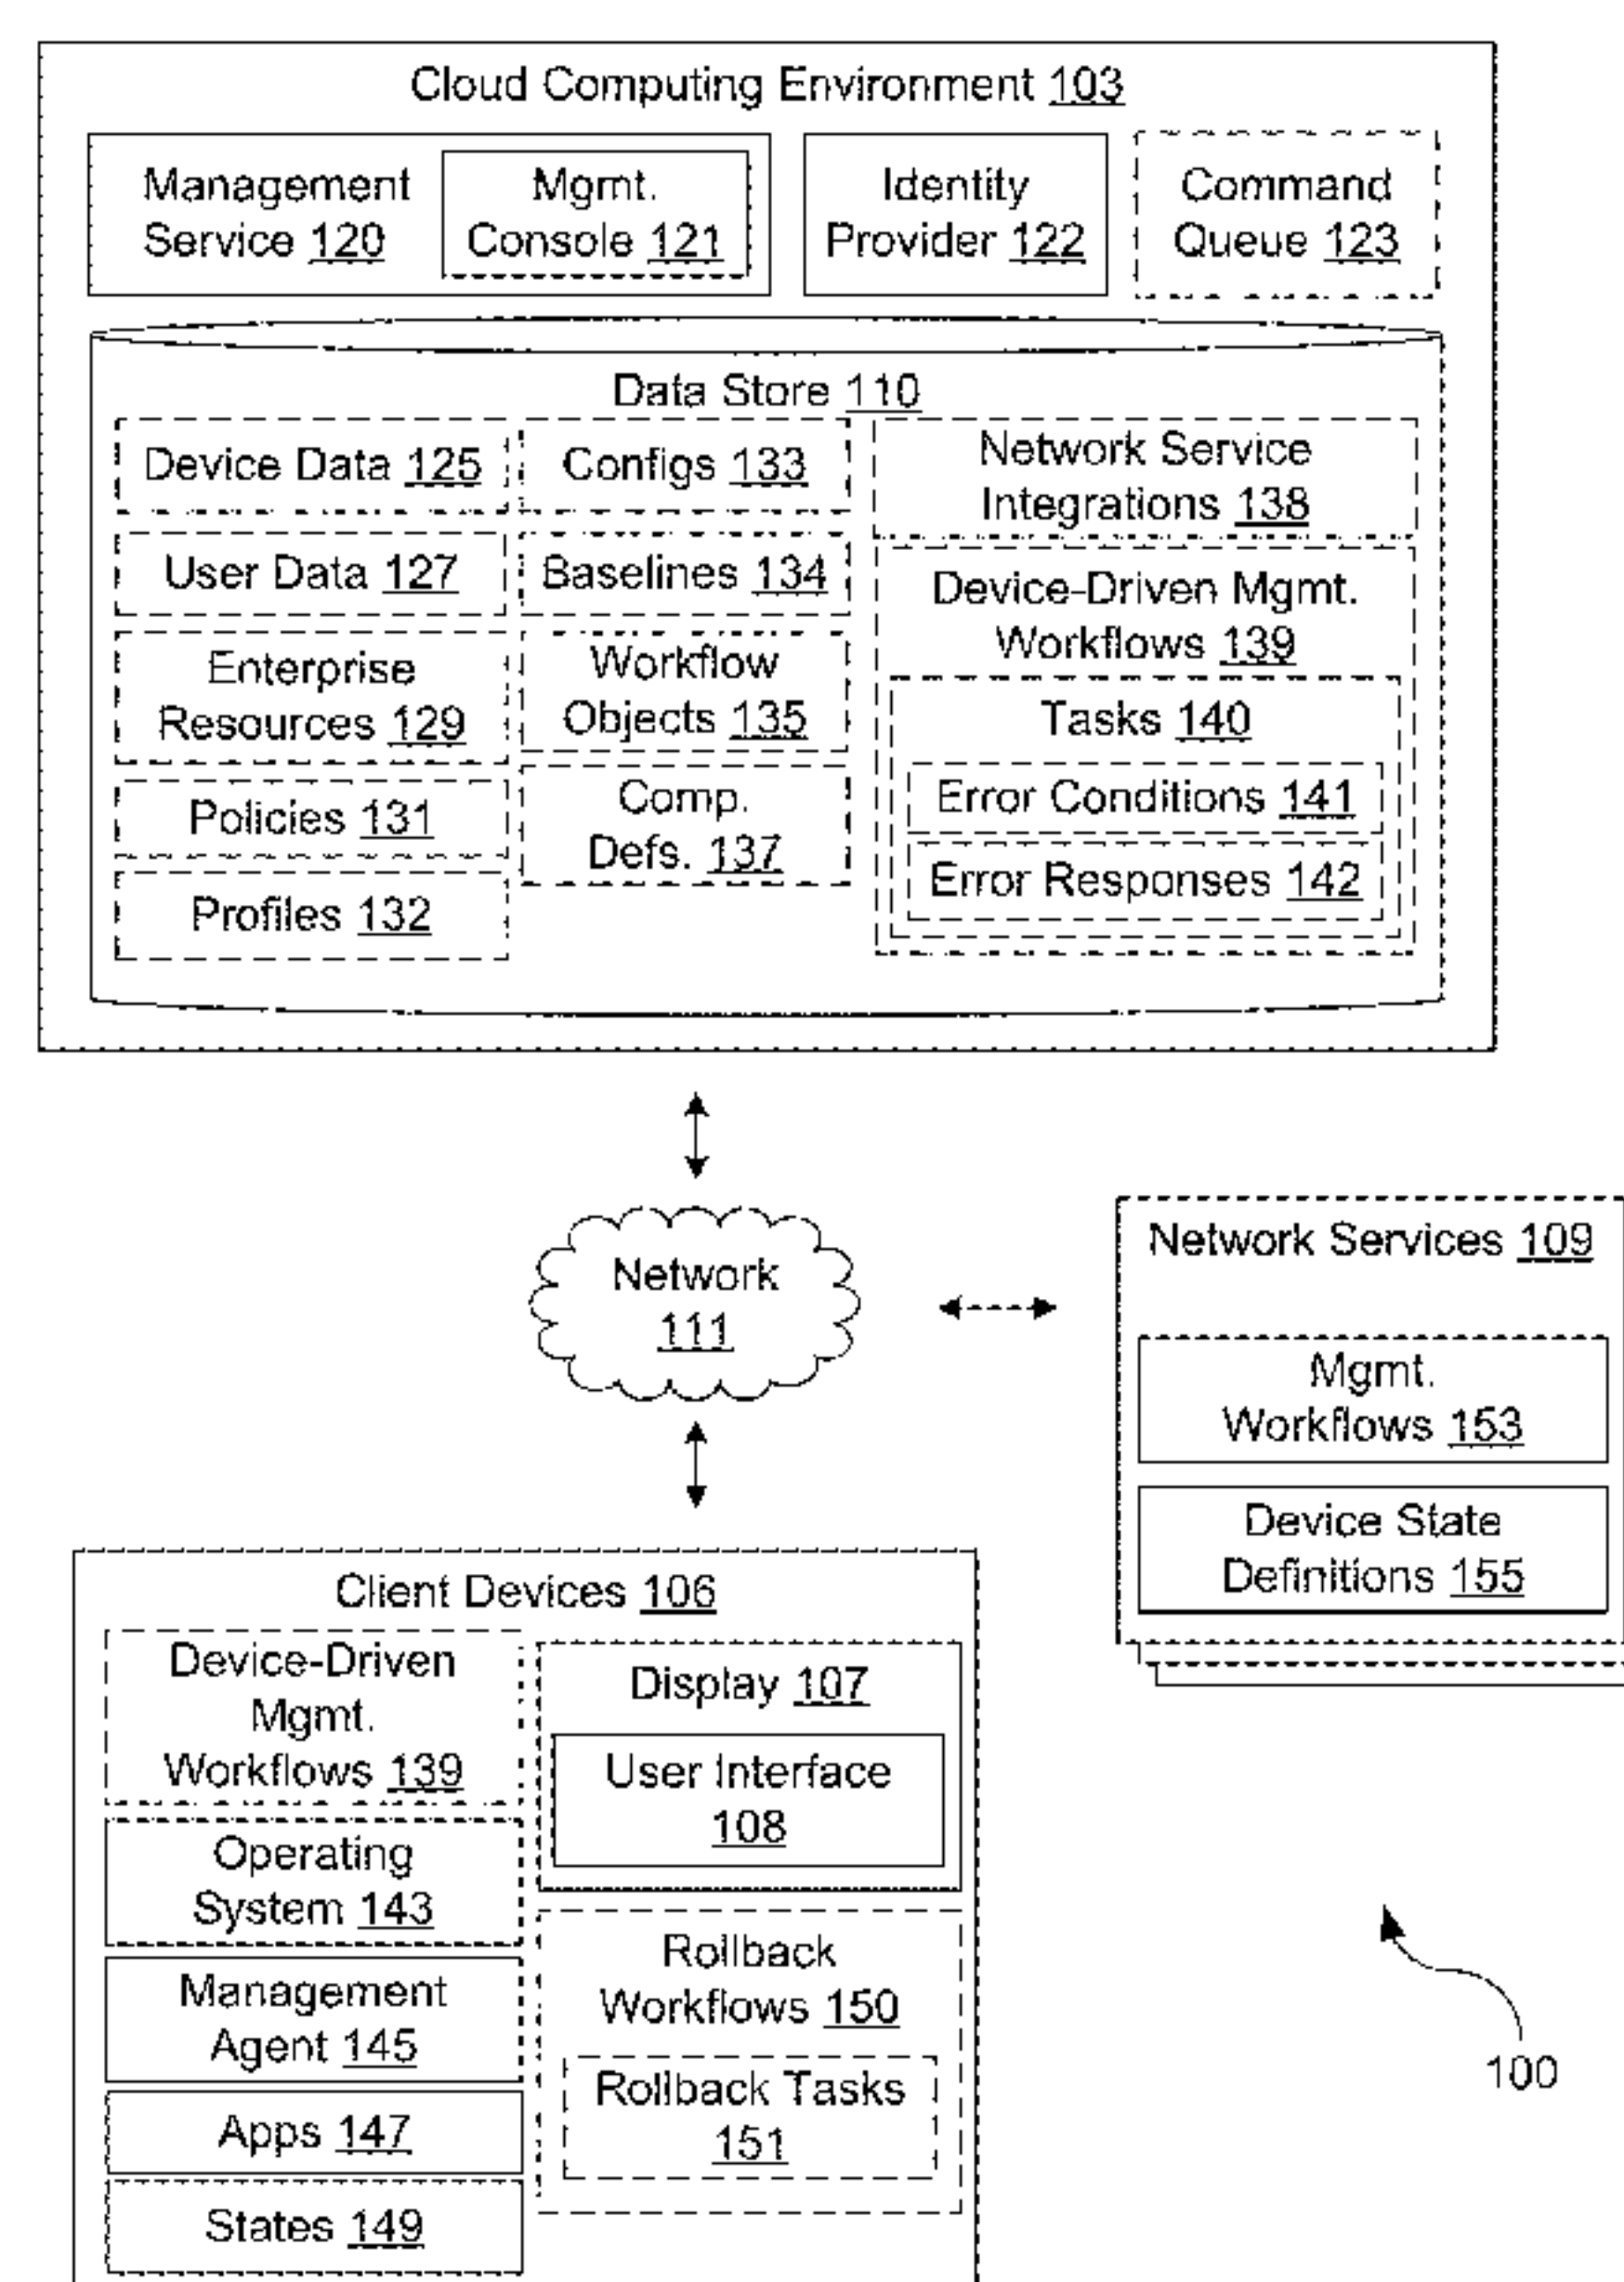 Cloud Computing Environment 103
Management
Service 120
Mgmt.
Console 121
Identity
Provider 122
Command
Queue 123
Data Store 110
Device Data 125
User Data 127
Enterprise
Resources 129
Policies 131
Profiles 132
Configs 133
Baselines 134
Workflow
Objects 135
Comp.
Defs. 137
Network Service
Integrations 138
Device-Driven Mgmt.
Workflows 139
Tasks 140
Error Conditions 141
Error Responses 142
Network
111
Network Services 109
Mgmt.
Workflows 153
Device State
Definitions 155
Client Devices 106
Device-Driven
Mgmt.
Workflows 139
Operating
System 143
Management
Agent 145
Apps 147
States 149
Display 107
User Interface
108
Rollback
Workflows 150
Rollback Tasks
151
100